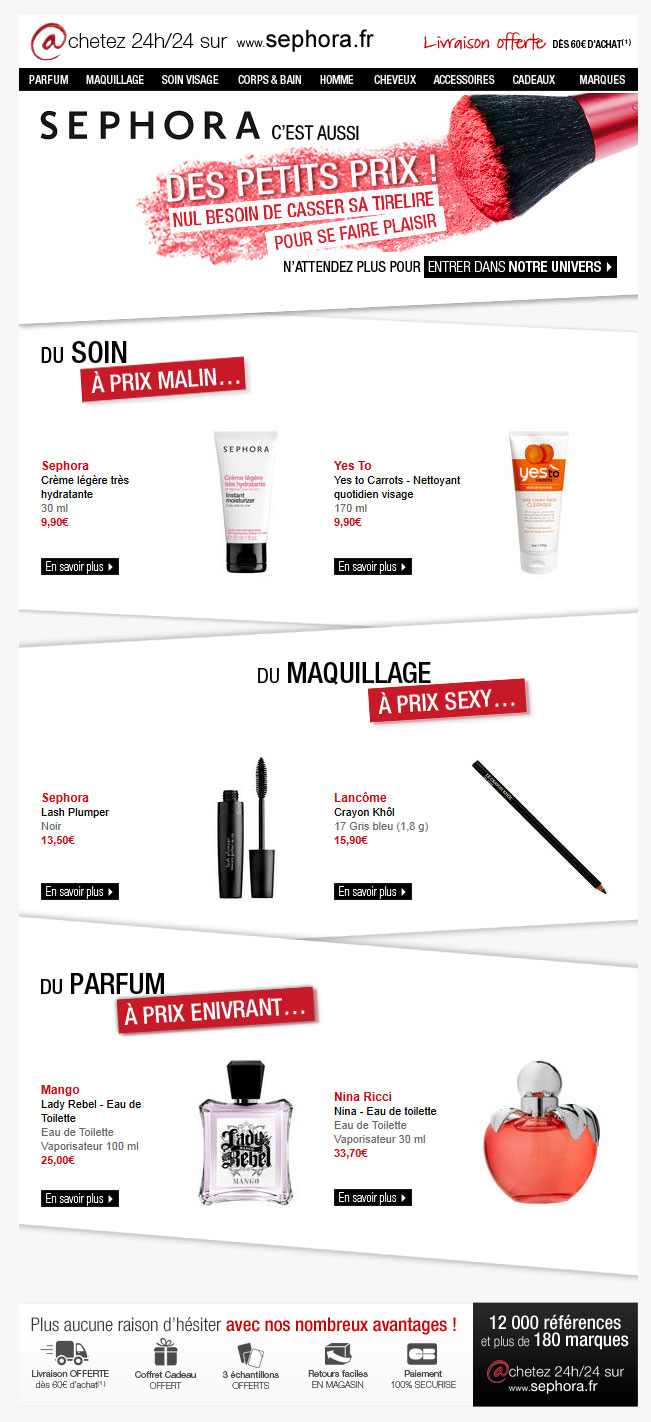 @chetez 24h/24 sur www.sephora.fr Livraison offerte DÈS 60€ D'ACHAT(1)
PARFUM MAQUILLAGE SOIN VISAGE CORPS & BAIN HOMME CHEVEUX ACCESSOIRES CADEAUX MARQUES
SEPHORA C'EST AUSSI
DES PETITS PRIX !
NUL BESOIN DE CASSER SA TIRELIRE
POUR SE FAIRE PLAISIR
N'ATTENDEZ PLUS POUR ENTRER DANS NOTRE UNIVERS
DU SOIN
À PRIX MALIN...
Sephora
Crème légère très
hydratante
30 ml
9,90€
En savoir plus
SEPHORA
Crème légère
très hydratante
Instant
moisturizer
Yes To
Yes to Carrots - Nettoyant
quotidien visage
170 ml
9,90€
En savoir plus
yes to
carrots
CLEANSER
DU MAQUILLAGE
À PRIX SEXY...
Sephora
Lash Plumper
Noir
13,50€
En savoir plus
lash plumper
Lancôme
Crayon Khôl
17 Gris bleu (1,8 g)
15,90€
En savoir plus
DU PARFUM
À PRIX ENIVRANT...
Mango
Lady Rebel - Eau de
Toilette
Eau de Toilette
Vaporisateur 100 ml
25,00€
En savoir plus
Lady
Rebel
MANGO
Nina Ricci
Nina - Eau de toilette
Eau de Toilette
Vaporisateur 30 ml
33,70€
En savoir plus
Plus aucune raison d'hésiter avec nos nombreux avantages !
Livraison OFFERTE
dès 60€ d'achat(1)
Coffret Cadeau
OFFERT
3 échantillons
OFFERTS
Retours faciles
EN MAGASIN
Paiement
100% SECURISE
12 000 références
et plus de 180 marques
@chetez 24h/24 sur
www.sephora.fr